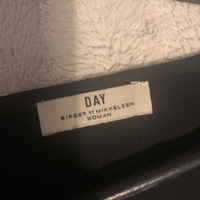 DAY
BIRGER ET MIKKELSEN
WOMAN